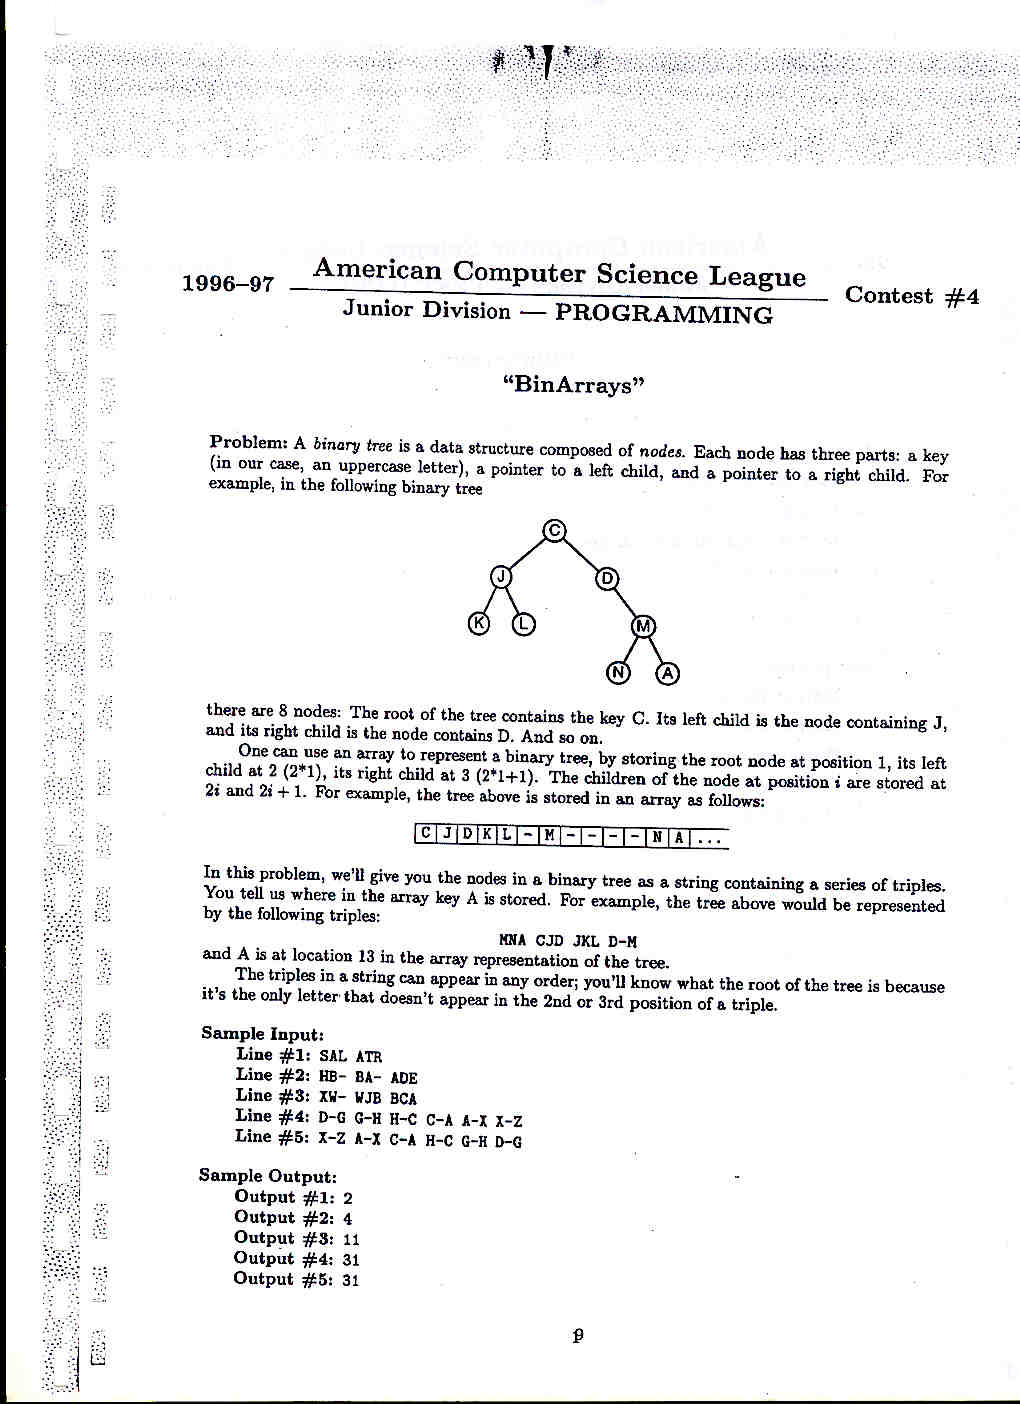 1996–97 American Computer Science League Contest #4
Junior Division — PROGRAMMING
“BinArrays”
Problem: A binary tree is a data structure composed of nodes. Each node has three parts: a key
(in our case, an uppercase letter), a pointer to a left child, and a pointer to a right child. For
example, in the following binary tree
C
J D
K L M
N A
there are 8 nodes: The root of the tree contains the key C. Its left child is the node containing J,
and its right child is the node contains D. And so on.
One can use an array to represent a binary tree, by storing the root node at position 1, its left
child at 2 (2*1), its right child at 3 (2*1+1). The children of the node at position i are stored at
2i and 2i + 1. For example, the tree above is stored in an array as follows:
C J D K L - M - - - - N A ...
In this problem, we'll give you the nodes in a binary tree as a string containing a series of triples.
You tell us where in the array key A is stored. For example, the tree above would be represented
by the following triples:
MNA CJD JKL D-M
and A is at location 13 in the array representation of the tree.
The triples in a string can appear in any order; you'll know what the root of the tree is because
it's the only letter that doesn't appear in the 2nd or 3rd position of a triple.
Sample Input:
Line #1: SAL ATR
Line #2: HB- BA- ADE
Line #3: XW- WJB BCA
Line #4: D-G G-H H-C C-A A-X X-Z
Line #5: X-Z A-X C-A H-C G-H D-G
Sample Output:
Output #1: 2
Output #2: 4
Output #3: 11
Output #4: 31
Output #5: 31